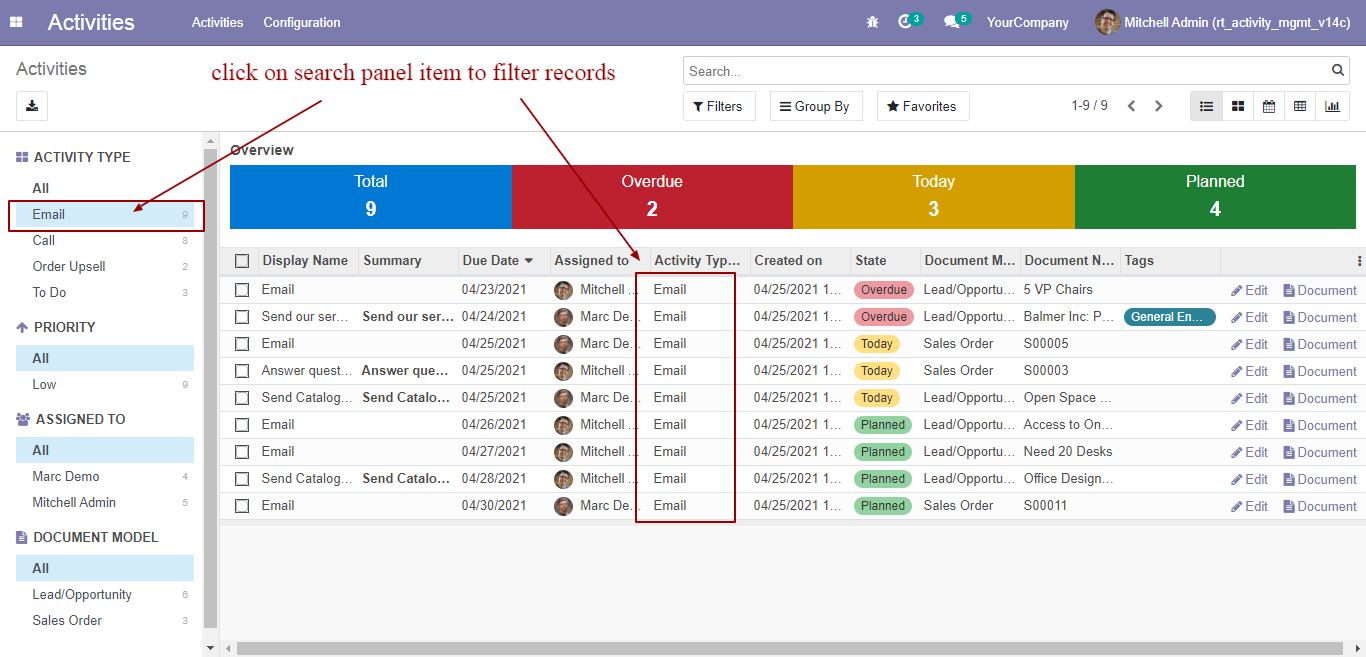 Activities Activities Configuration 3 5 YourCompany Mitchell Admin (rt_activity_mgmt_v14c)
Activities
click on search panel item to filter records
Search...
Filters Group By Favorites 1-9 / 9
ACTIVITY TYPE
All
Email 9
Call 8
Order Upsell 2
To Do 3
PRIORITY
All
Low 9
ASSIGNED TO
All
Marc Demo 4
Mitchell Admin 5
DOCUMENT MODEL
All
Lead/Opportunity 6
Sales Order 3
Overview
Total Overdue Today Planned
9 2 3 4
Display Name Summary Due Date Assigned to Activity Typ... Created on State Document M... Document N... Tags
Email 04/23/2021 Mitchell ... Email 04/25/2021 1... Overdue Lead/Opportu... 5 VP Chairs Edit Document
Send our ser... Send our ser... 04/24/2021 Marc De... Email 04/25/2021 1... Overdue Lead/Opportu... Balmer Inc: P... General En... Edit Document
Email 04/25/2021 Marc De... Email 04/25/2021 1... Today Sales Order S00005 Edit Document
Answer quest... Answer que... 04/25/2021 Mitchell ... Email 04/25/2021 1... Today Sales Order S00003 Edit Document
Send Catalog... Send Catalo... 04/25/2021 Marc De... Email 04/25/2021 1... Today Lead/Opportu... Open Space ... Edit Document
Email 04/26/2021 Mitchell ... Email 04/25/2021 1... Planned Lead/Opportu... Access to On... Edit Document
Email 04/27/2021 Mitchell ... Email 04/25/2021 1... Planned Lead/Opportu... Need 20 Desks Edit Document
Send Catalog... Send Catalo... 04/28/2021 Mitchell ... Email 04/25/2021 1... Planned Lead/Opportu... Office Design... Edit Document
Email 04/30/2021 Marc De... Email 04/25/2021 1... Planned Sales Order S00011 Edit Document